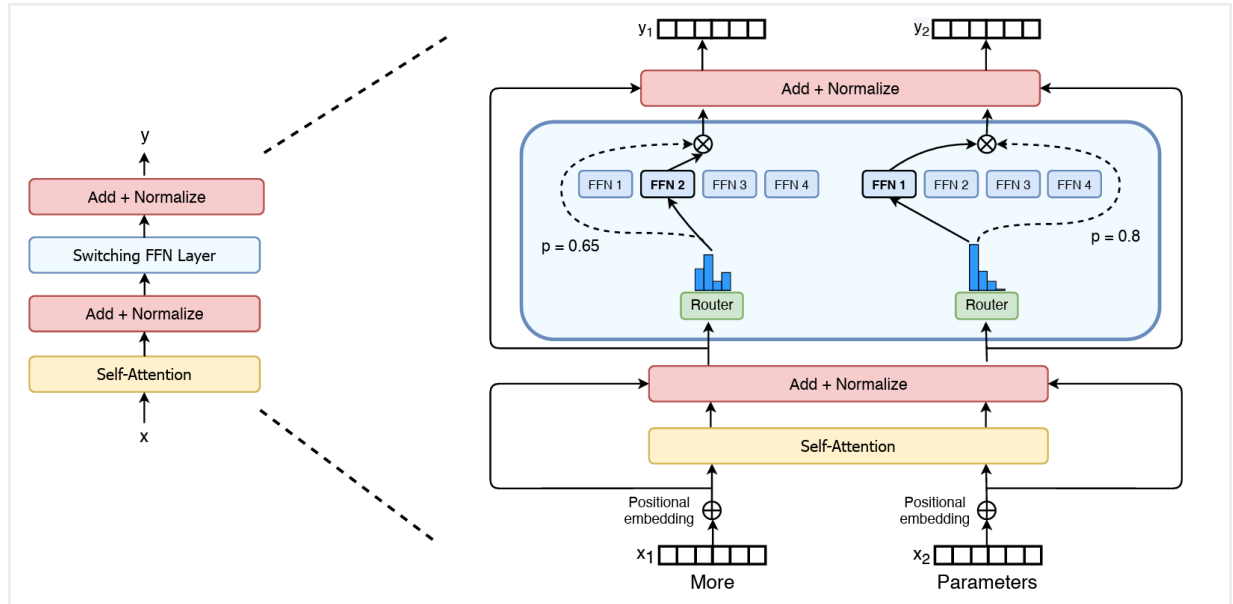 y
Add + Normalize
Switching FFN Layer
Add + Normalize
Self-Attention
x
y₁
y₂
Add + Normalize
FFN 1
FFN 2
FFN 3
FFN 4
FFN 1
FFN 2
FFN 3
FFN 4
p = 0.65
p = 0.8
Router
Router
Add + Normalize
Self-Attention
Positional
embedding
Positional
embedding
x₁
x₂
More
Parameters